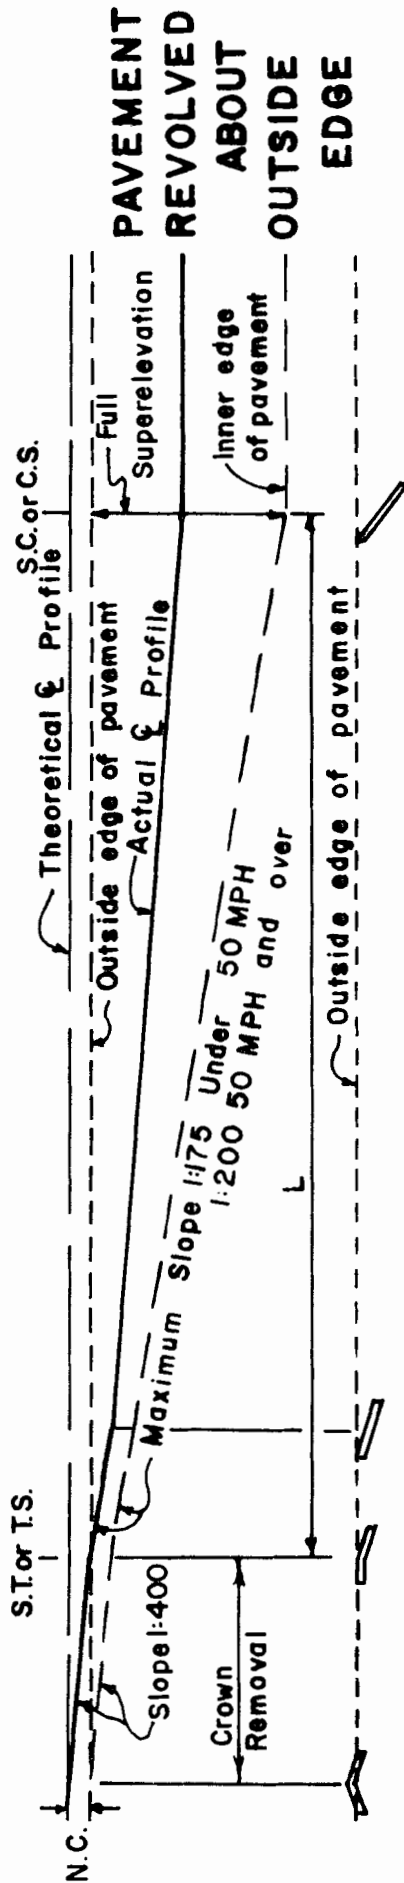 PAVEMENT
REVOLVED
ABOUT
OUTSIDE
EDGE
S.C. or C.S.
Theoretical ℄ Profile
Outside edge of pavement
Full
Superelevation
Actual ℄ Profile
Inner edge
of pavement
Maximum Slope 1:175 Under 50 MPH
1:200 50 MPH and over
L
Outside edge of pavement
S.T. or T.S.
Slope 1:400
Crown
Removal
N.C.